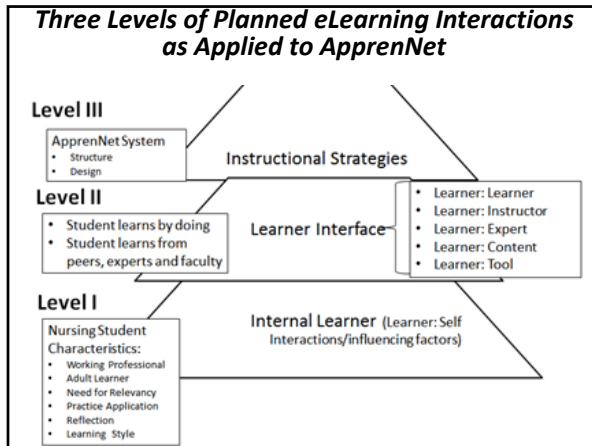 Three Levels of Planned eLearning Interactions
as Applied to ApprenNet
Level III
ApprenNet System
• Structure
• Design
Instructional Strategies
Level II
• Student learns by doing
• Student learns from
peers, experts and faculty
Learner Interface
• Learner: Learner
• Learner: Instructor
• Learner: Expert
• Learner: Content
• Learner: Tool
Level I
Nursing Student
Characteristics:
• Working Professional
• Adult Learner
• Need for Relevancy
• Practice Application
• Reflection
• Learning Style
Internal Learner (Learner: Self
Interactions/influencing factors)